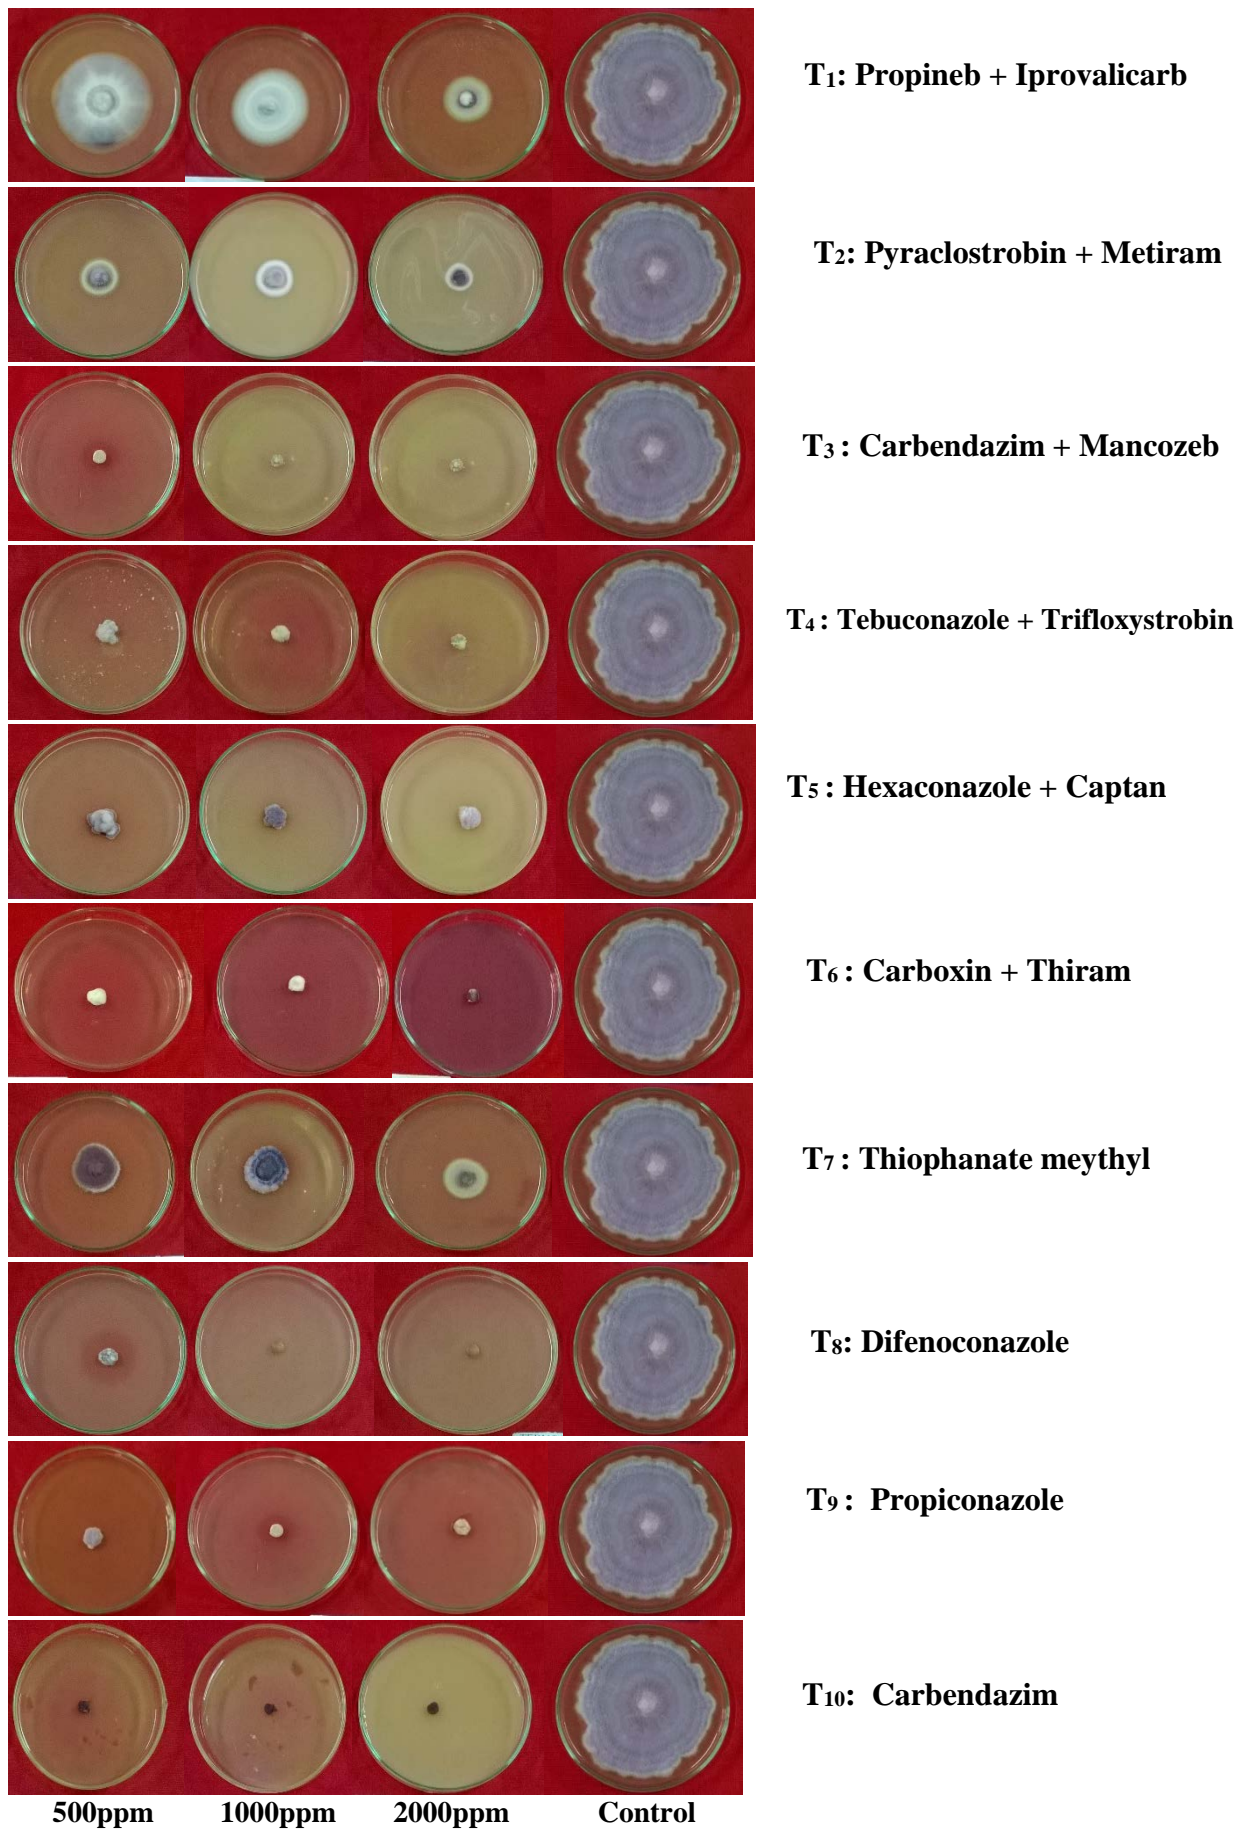 T1: Propineb + Iprovalicarb
T2: Pyraclostrobin + Metiram
T3 : Carbendazim + Mancozeb
T4 : Tebuconazole + Trifloxystrobin
T5 : Hexaconazole + Captan
T6 : Carboxin + Thiram
T7 : Thiophanate meythyl
T8: Difenoconazole
T9 : Propiconazole
T10: Carbendazim
500ppm 1000ppm 2000ppm Control